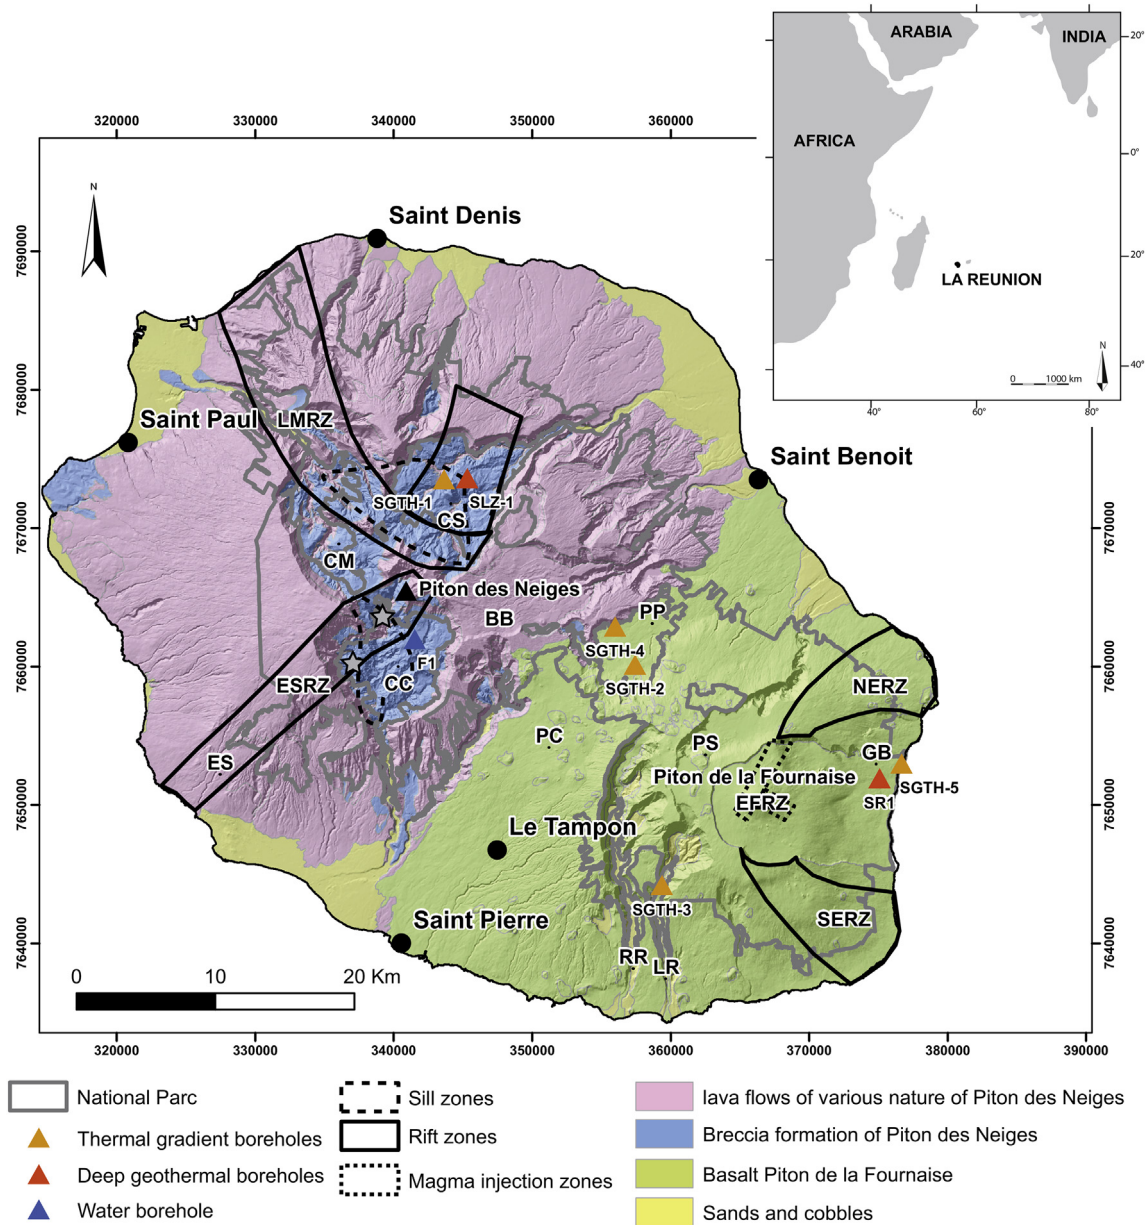 ARABIA
INDIA
20°
AFRICA
0°
20°
LA REUNION
N
0 1000 km
40°
40° 60° 80°
320000 330000 340000 350000 360000
N
7690000
7680000
7670000
7660000
7650000
7640000
Saint Denis
Saint Paul
LMRZ
Saint Benoit
SGTH-1
SLZ-1
CS
7670000
CM
Piton des Neiges
BB
PP
SGTH-4
F1
SGTH-2
7660000
ESRZ
CC
NERZ
PC
PS
GB
ES
Piton de la Fournaise
SGTH-5
EFRZ
SR1
7650000
Le Tampon
SGTH-3
Saint Pierre
SERZ
7640000
RR
LR
0 10 20 Km
320000 330000 340000 350000 360000 370000 380000 390000
National Parc
Thermal gradient boreholes
Deep geothermal boreholes
Water borehole
Sill zones
Rift zones
Magma injection zones
lava flows of various nature of Piton des Neiges
Breccia formation of Piton des Neiges
Basalt Piton de la Fournaise
Sands and cobbles